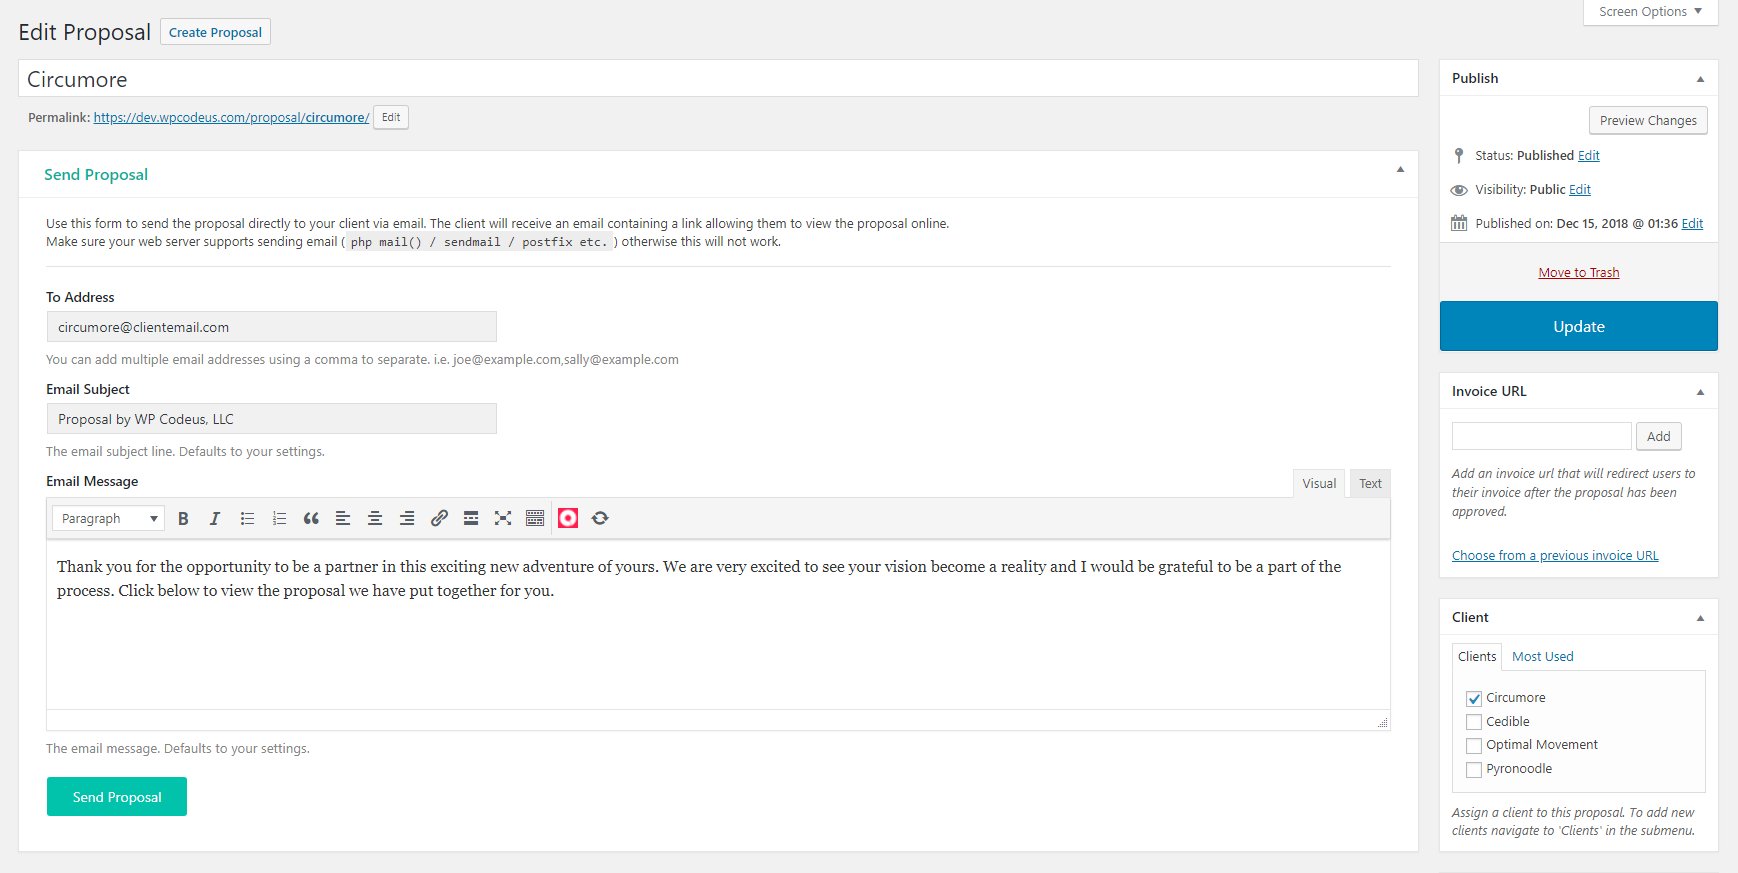 Screen Options
Edit Proposal
Create Proposal
Circumore
Permalink: https://dev.wpcodeus.com/proposal/circumore/ Edit
Send Proposal
Use this form to send the proposal directly to your client via email. The client will receive an email containing a link allowing them to view the proposal online.
Make sure your web server supports sending email ( php mail() / sendmail / postfix etc. ) otherwise this will not work.
To Address
circumore@clientemail.com
You can add multiple email addresses using a comma to separate. i.e. joe@example.com,sally@example.com
Email Subject
Proposal by WP Codeus, LLC
The email subject line. Defaults to your settings.
Email Message
Visual
Text
Paragraph
B I
Thank you for the opportunity to be a partner in this exciting new adventure of yours. We are very excited to see your vision become a reality and I would be grateful to be a part of the
process. Click below to view the proposal we have put together for you.
The email message. Defaults to your settings.
Send Proposal
Publish
Preview Changes
Status: Published Edit
Visibility: Public Edit
Published on: Dec 15, 2018 @ 01:36 Edit
Move to Trash
Update
Invoice URL
Add
Add an invoice url that will redirect users to
their invoice after the proposal has been
approved.
Choose from a previous invoice URL
Client
Clients
Most Used
Circumore
Cedible
Optimal Movement
Pyronoodle
Assign a client to this proposal. To add new
clients navigate to 'Clients' in the submenu.